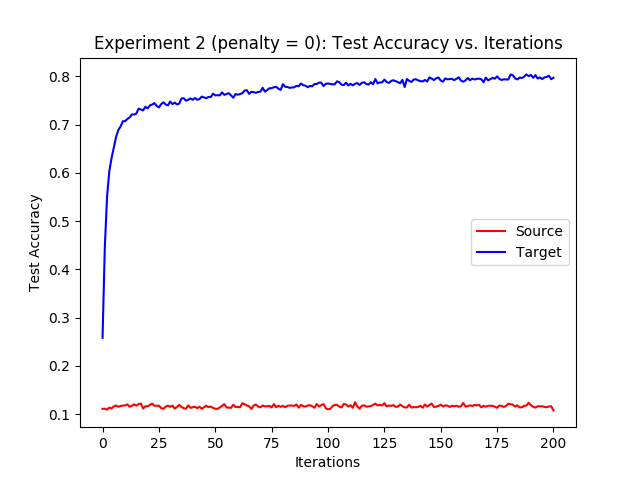 Experiment 2 (penalty = 0): Test Accuracy vs. Iterations
0.8
0.7
0.6
0.5
0.4
0.3
0.2
0.1
Test Accuracy
Source
Target
0 25 50 75 100 125 150 175 200
Iterations